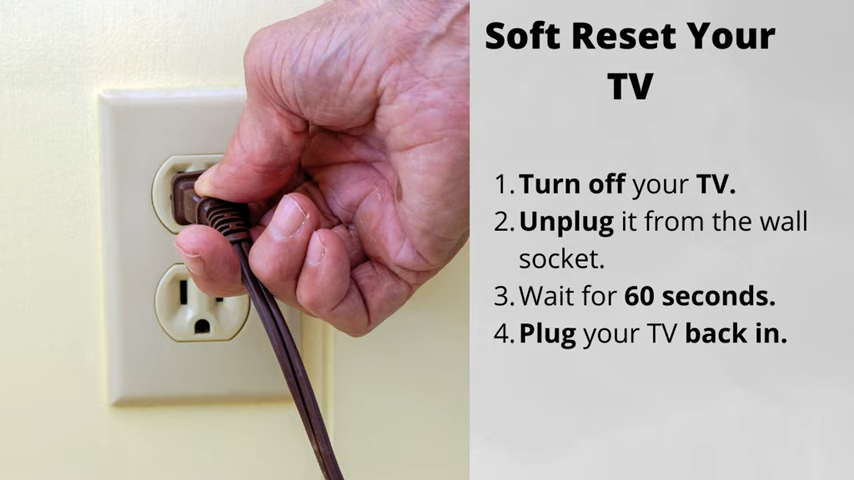 Soft Reset Your
TV
1. Turn off your TV.
2. Unplug it from the wall
socket.
3. Wait for 60 seconds.
4. Plug your TV back in.